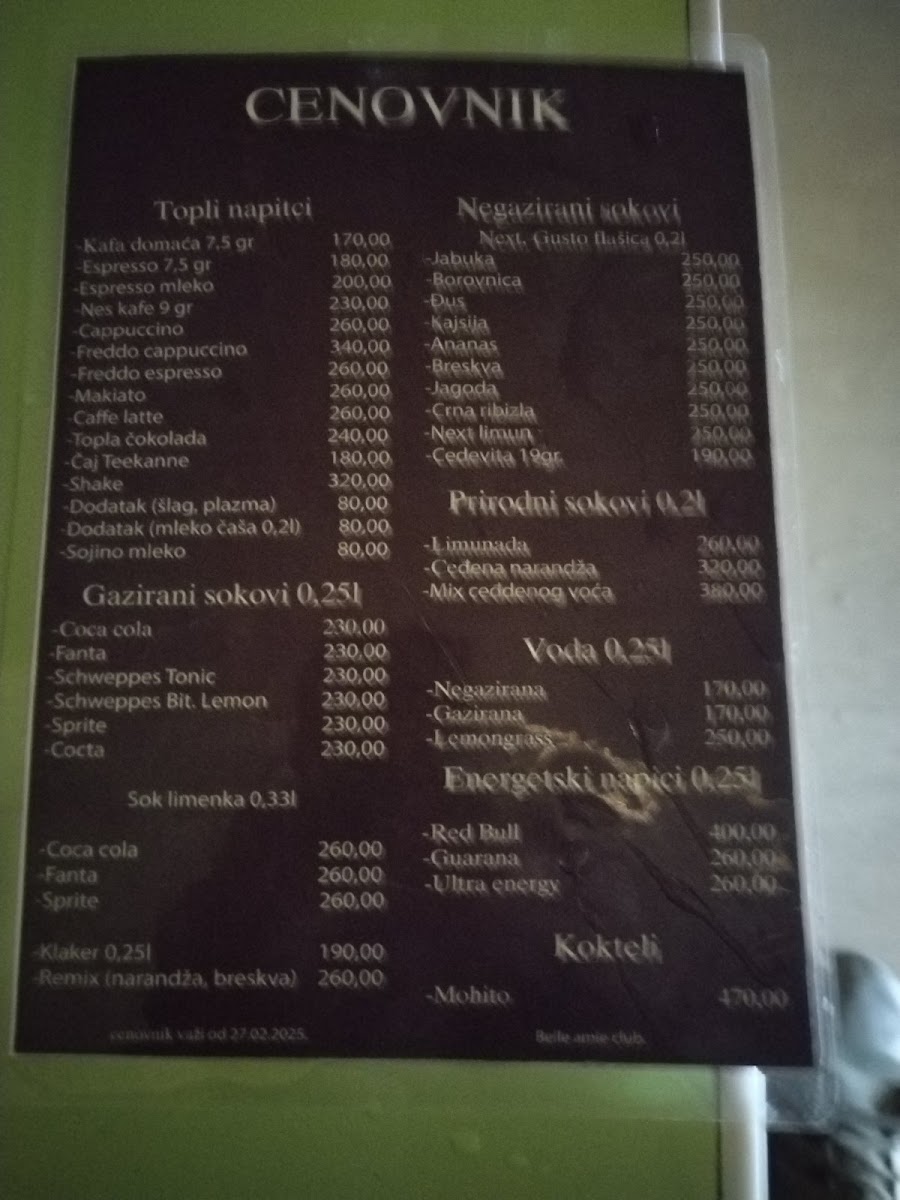 CENOVNIK
Topli napitci
-Kafa domaća 7,5 gr 170,00
-Espresso 7,5 gr 180,00
-Espresso mleko 200,00
-Nes kafe 9 gr 230,00
-Cappuccino 260,00
-Freddo cappuccino 340,00
-Freddo espresso 260,00
-Makiato 260,00
-Caffe latte 260,00
-Topla čokolada 240,00
-Čaj Teekanne 180,00
-Shake 320,00
-Dodatak (šlag, plazma) 80,00
-Dodatak (mleko čaša 0,2l) 80,00
-Sojino mleko 80,00
Gazirani sokovi 0,25l
-Coca cola 230,00
-Fanta 230,00
-Schweppes Tonic 230,00
-Schweppes Bit. Lemon 230,00
-Sprite 230,00
-Cocta 230,00
Sok limenka 0,33l
-Coca cola 260,00
-Fanta 260,00
-Sprite 260,00
-Klaker 0,25l 190,00
-Remix (narandža, breskva) 260,00
cenovnik važi od 27.02.2025.
Negazirani sokovi
Next, Gusto flašica 0,2l
-Jabuka 250,00
-Borovnica 250,00
-Đus 250,00
-Kajsija 250,00
-Ananas 250,00
-Breskva 250,00
-Jagoda 250,00
-Crna ribizla 250,00
-Next limun 250,00
-Cedevita 19gr. 190,00
Prirodni sokovi 0,2l
-Limunada 260,00
-Ceđena narandža 320,00
-Mix ceddenog voća 380,00
Voda 0,25l
-Negazirana 170,00
-Gazirana 170,00
-Lemongrass 250,00
Energetski napici 0,25l
-Red Bull 400,00
-Guarana 260,00
-Ultra energy 260,00
Kokteli
-Mohito 470,00
amie club.